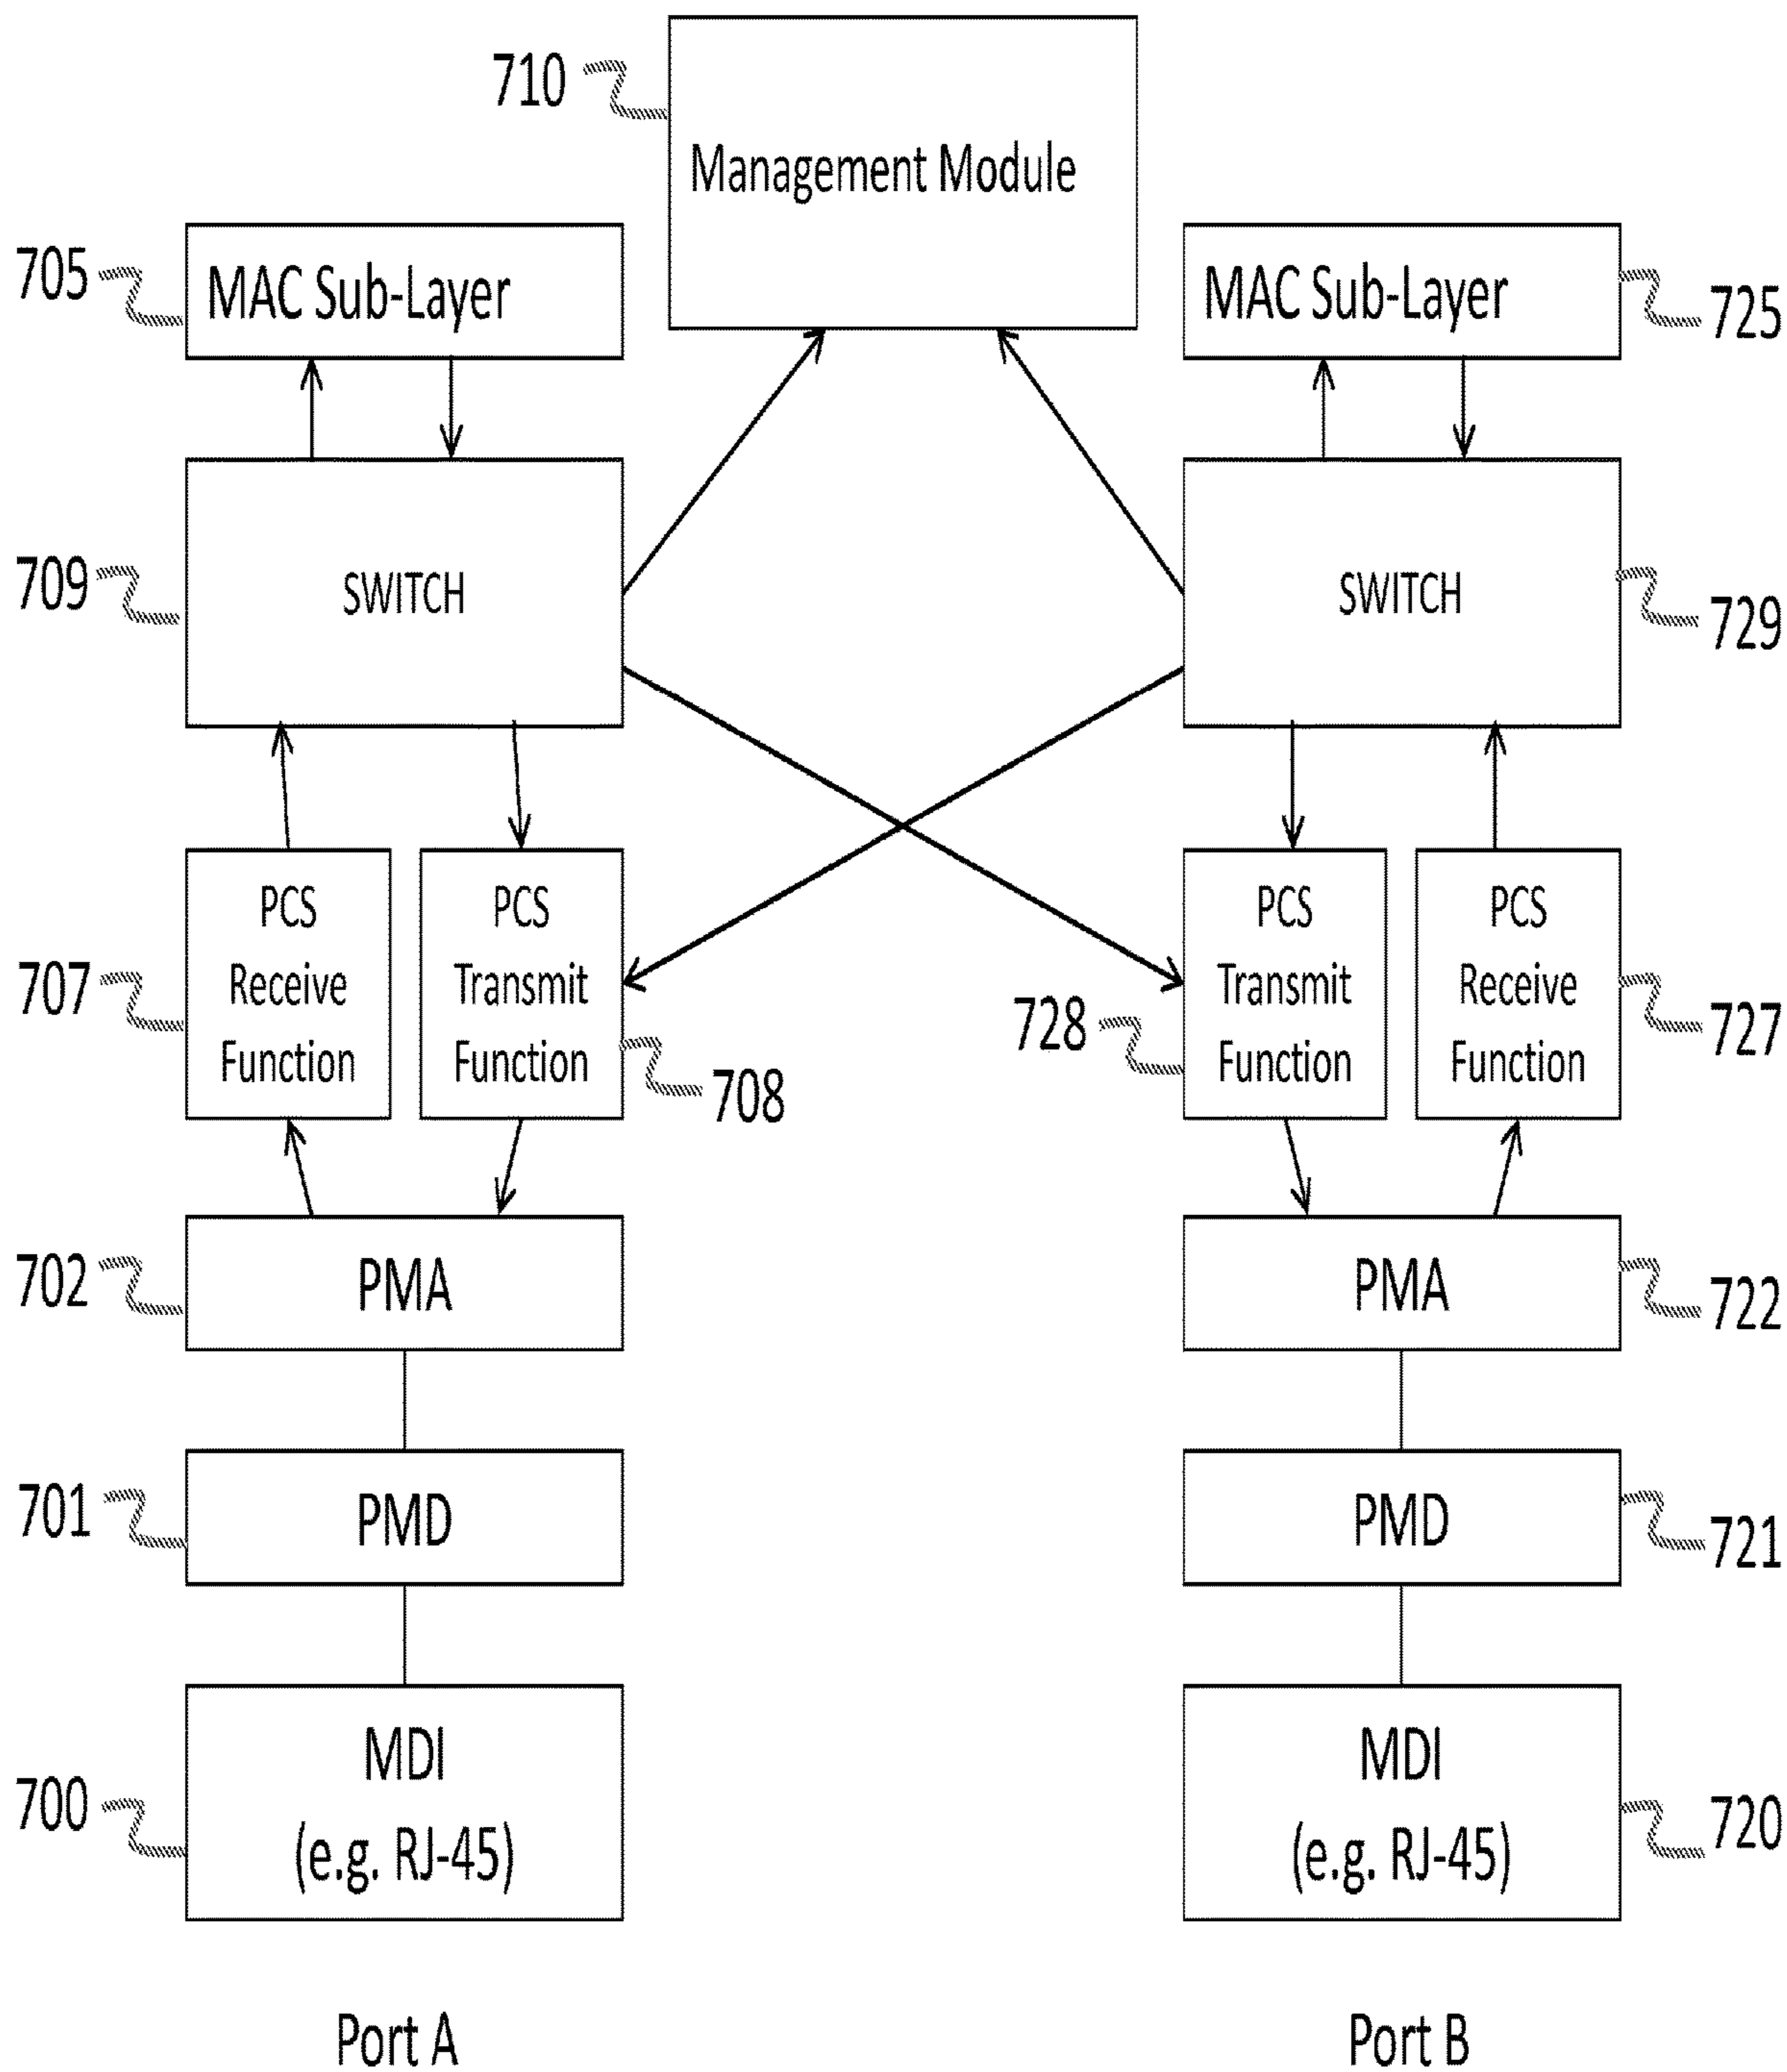 710
Management Module
705
MAC Sub-Layer
MAC Sub-Layer
725
709
SWITCH
SWITCH
729
707
PCS
Receive
Function
PCS
Transmit
Function
708
728
PCS
Transmit
Function
PCS
Receive
Function
727
702
PMA
PMA
722
701
PMD
PMD
721
700
MDI
(e.g. RJ-45)
MDI
(e.g. RJ-45)
720
Port A
Port B